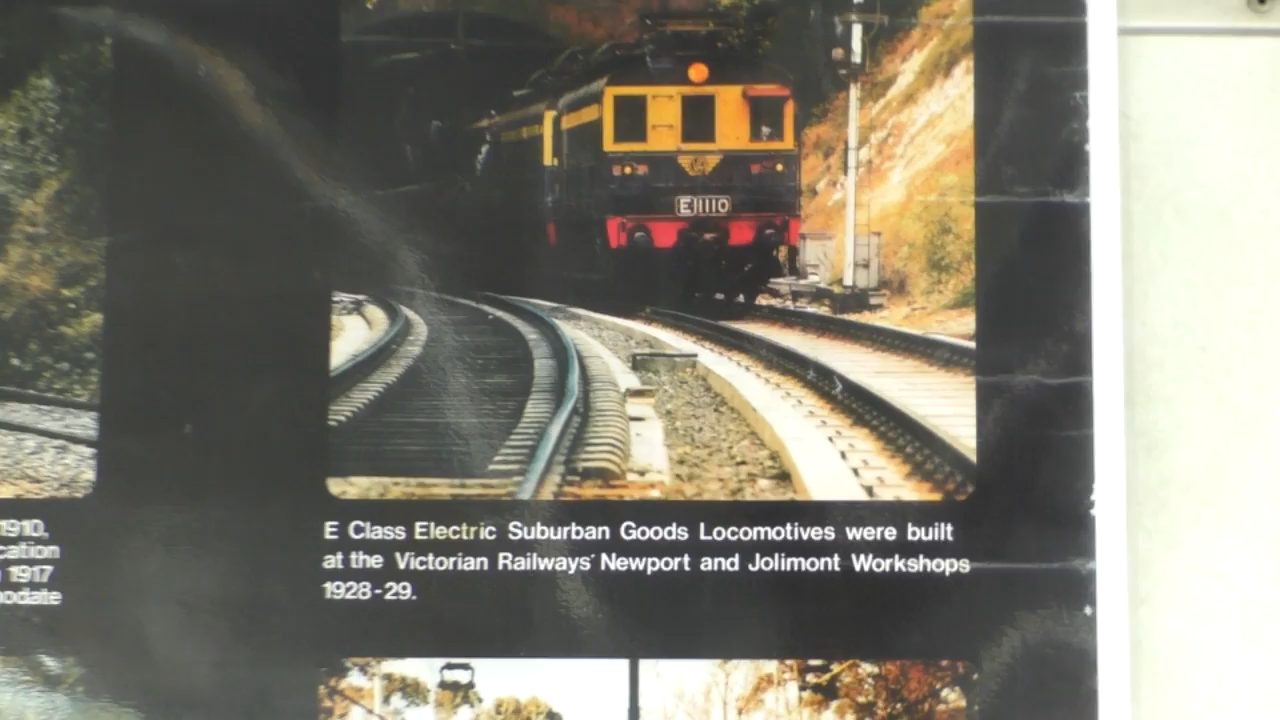 E 1110
1910,
cation
1917
odate
E Class Electric Suburban Goods Locomotives were built
at the Victorian Railways' Newport and Jolimont Workshops
1928-29.